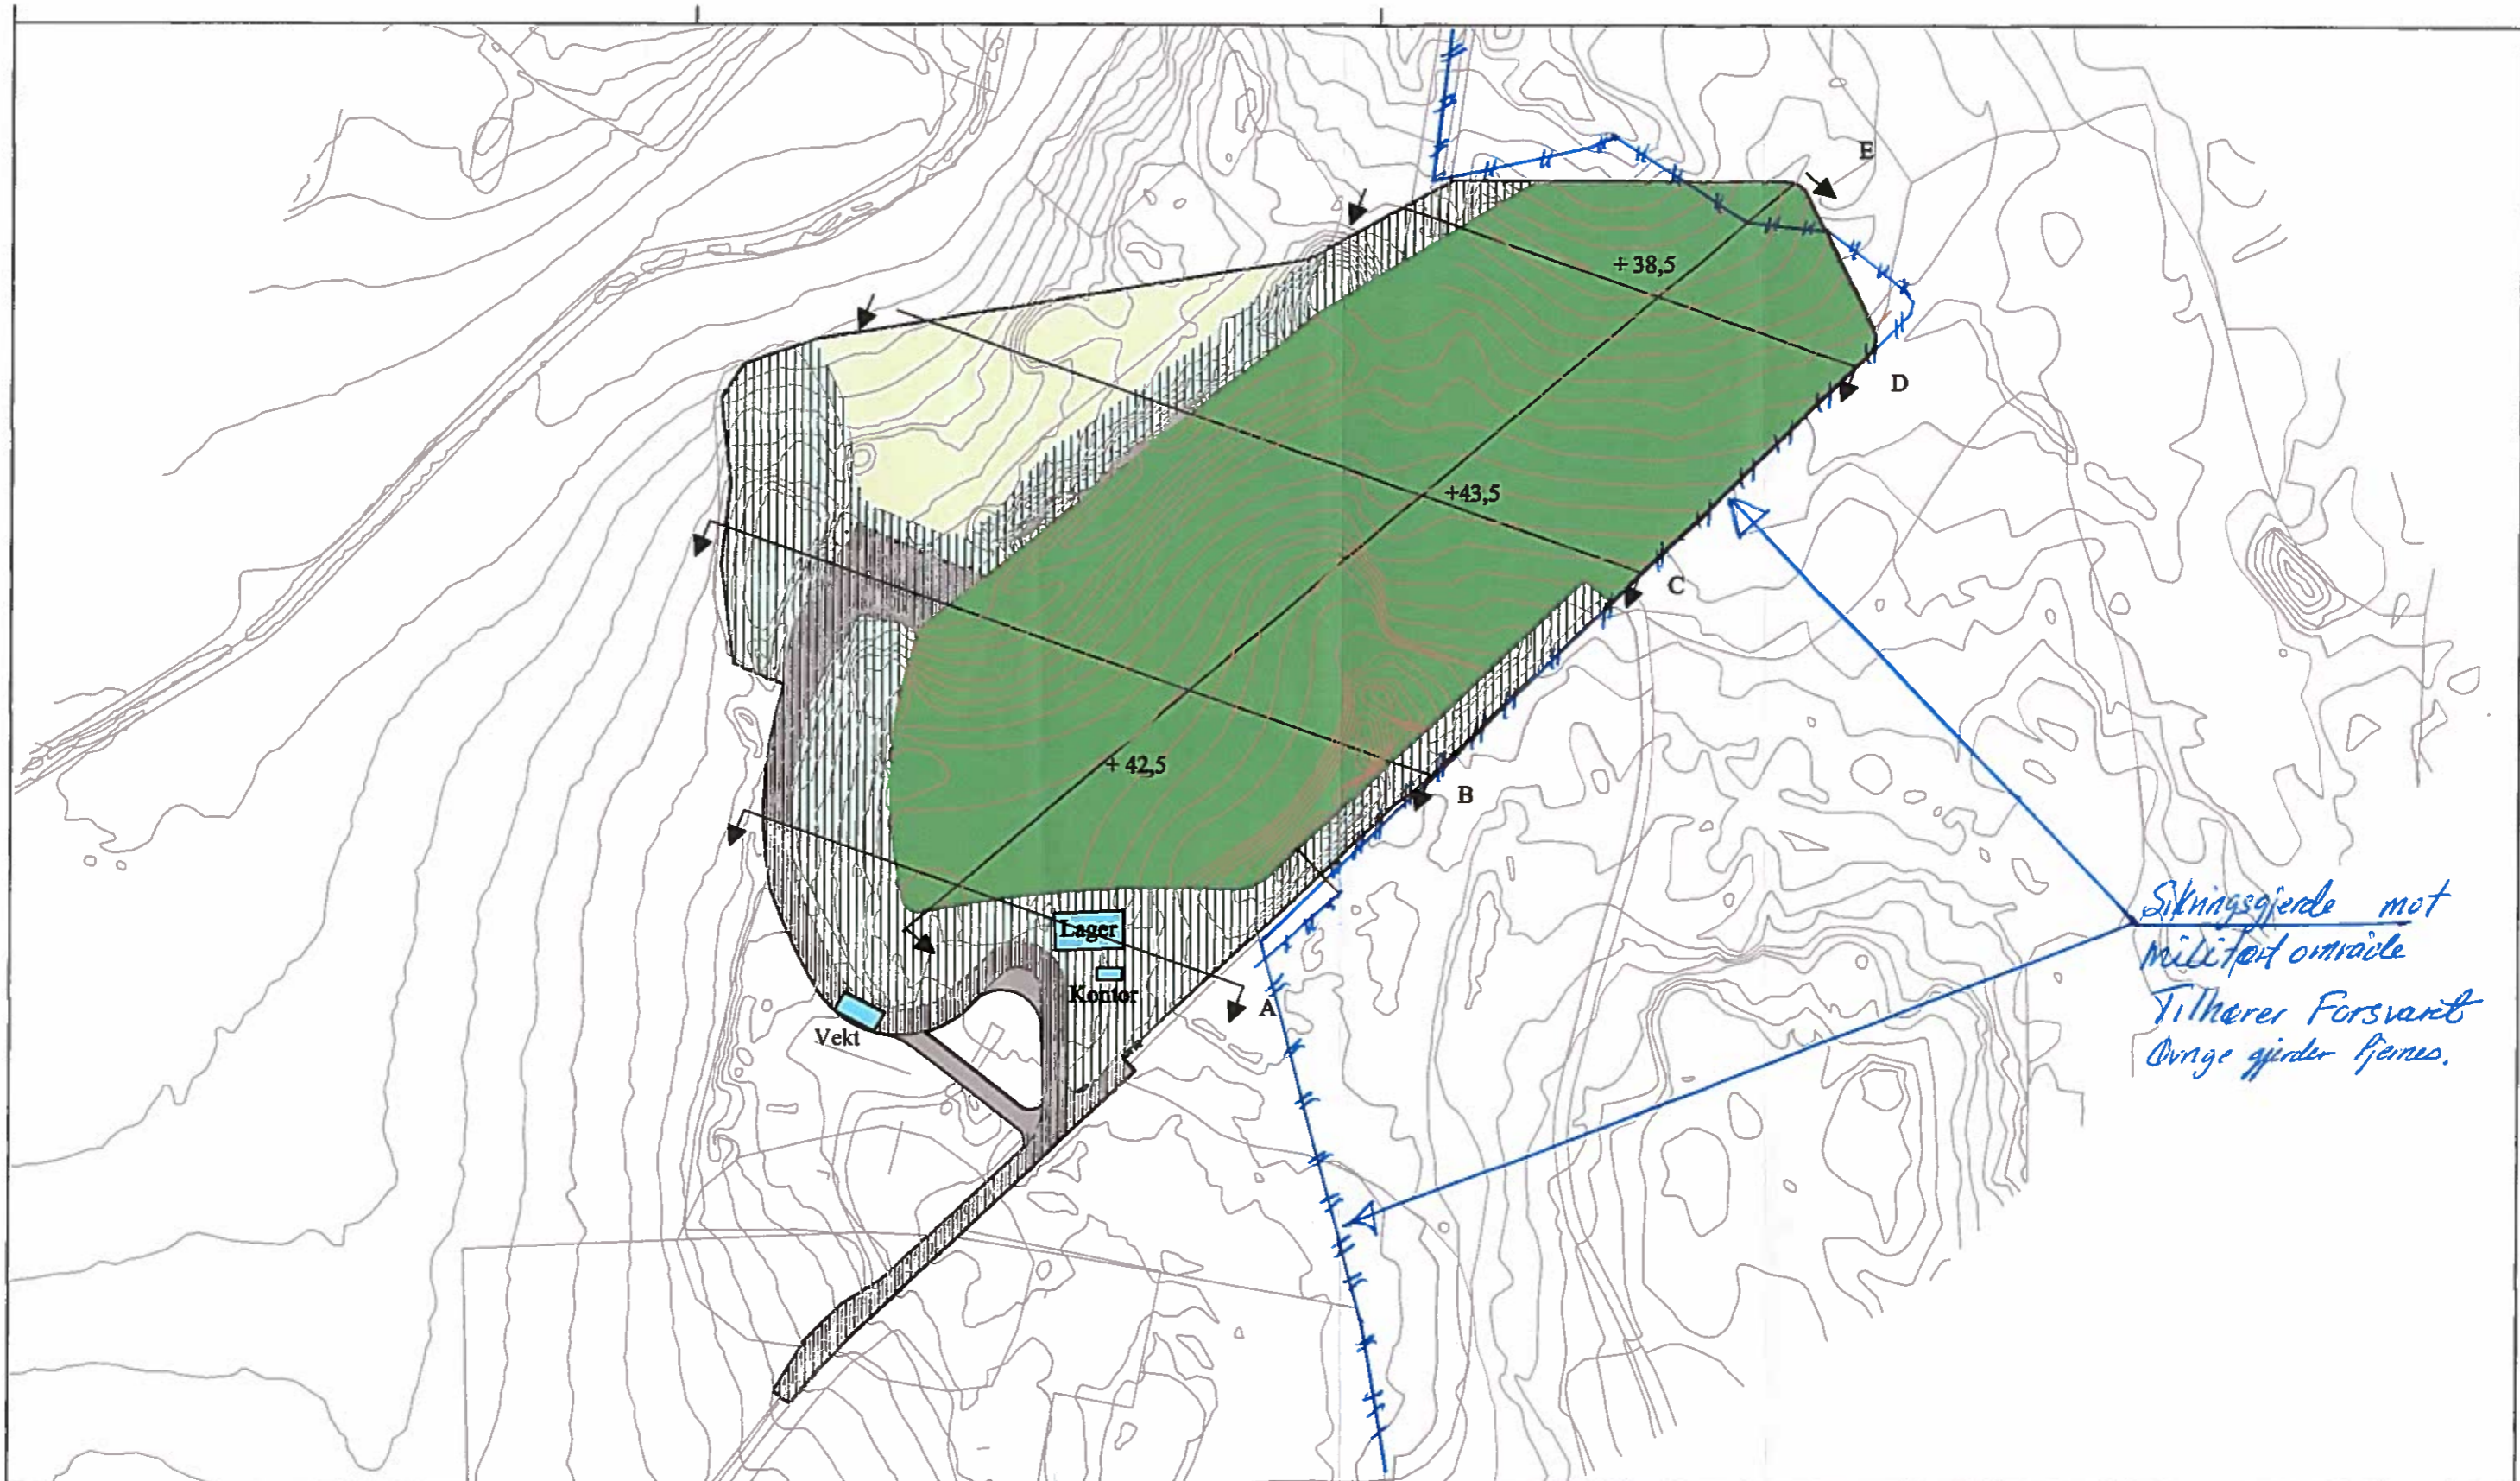 E
+ 38,5
D
+43,5
C
+ 42,5
B
Lager
Kontor
A
Vekt
Sikringsgjerde mot
militært område
Tilhører Forsvaret
Øvrige gjerder fjernes.